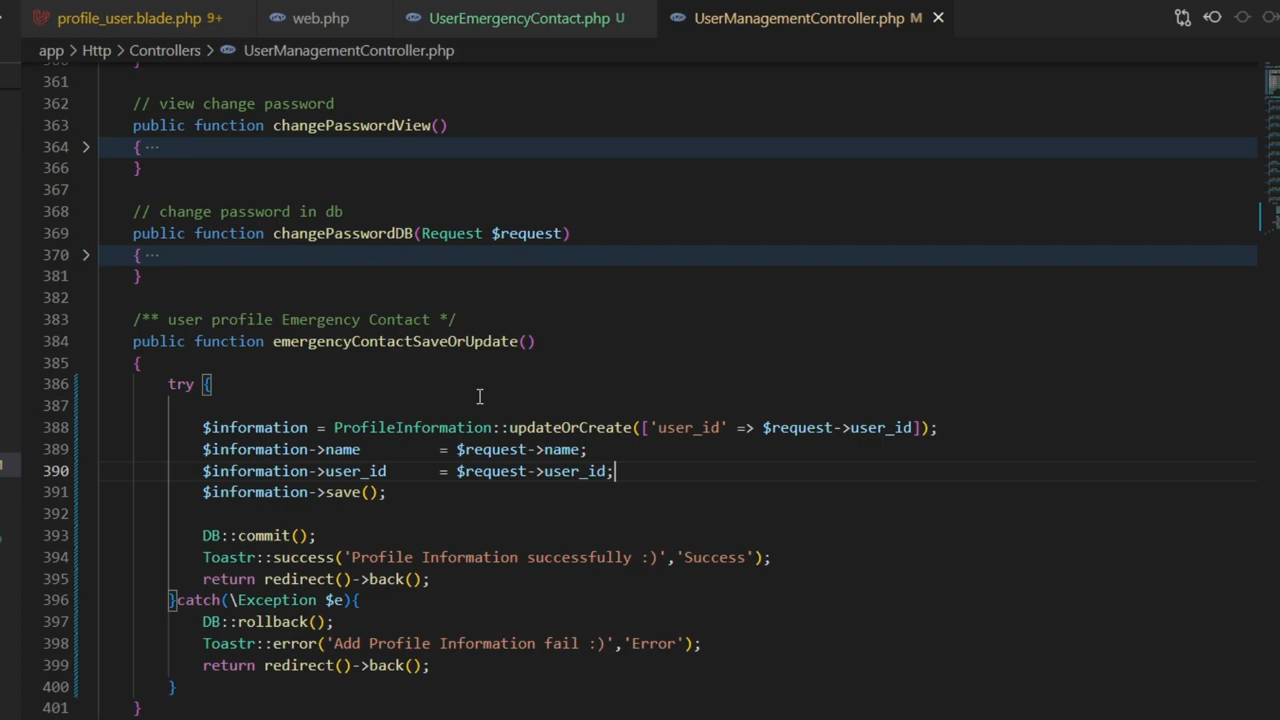 profile_user.blade.php 9+ web.php UserEmergencyContact.php U UserManagementController.php M
app > Http > Controllers > UserManagementController.php
361
362 // view change password
363 public function changePasswordView()
364 { ...
366 }
367
368 // change password in db
369 public function changePasswordDB(Request $request)
370 { ...
381 }
382
383 /** user profile Emergency Contact */
384 public function emergencyContactSaveOrUpdate()
385 {
386 try {
387
388 $information = ProfileInformation::updateOrCreate(['user_id' => $request->user_id]);
389 $information->name = $request->name;
390 $information->user_id = $request->user_id;
391 $information->save();
392
393 DB::commit();
394 Toastr::success('Profile Information successfully :)','Success');
395 return redirect()->back();
396 }catch(\Exception $e){
397 DB::rollback();
398 Toastr::error('Add Profile Information fail :)','Error');
399 return redirect()->back();
400 }
401 }